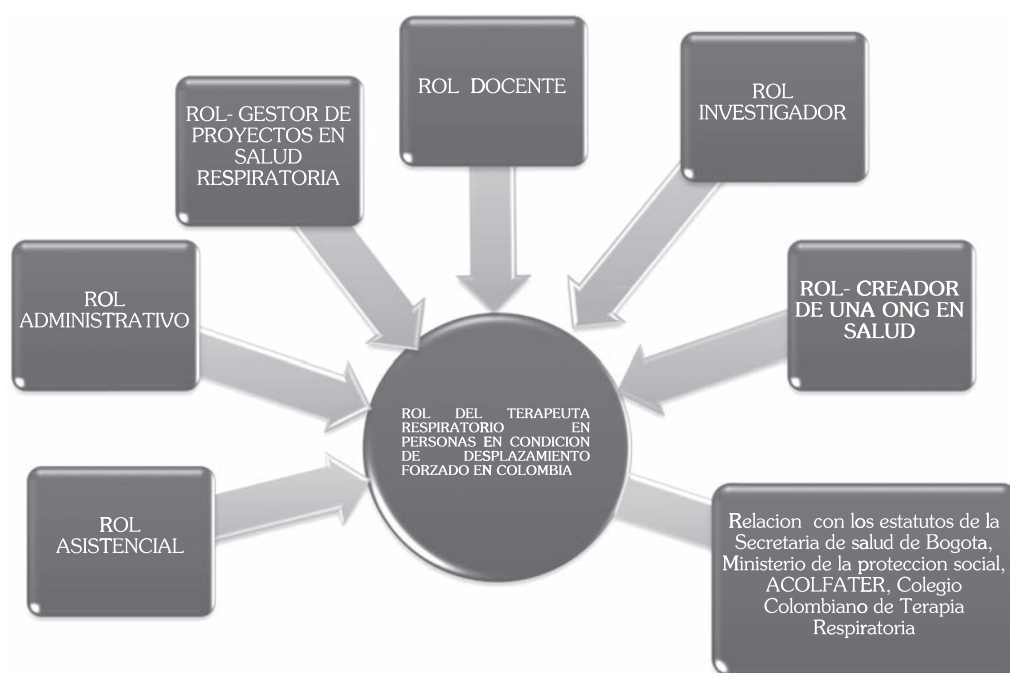 ROL DOCENTE
ROL
INVESTIGADOR
ROL- GESTOR DE
PROYECTOS EN
SALUD
RESPIRATORIA
ROL
ADMINISTRATIVO
ROL- CREADOR
DE UNA ONG EN
SALUD
ROL DEL TERAPEUTA
RESPIRATORIO EN
PERSONAS EN CONDICION
DE DESPLAZAMIENTO
FORZADO EN COLOMBIA
ROL
ASISTENCIAL
Relacion con los estatutos de la
Secretaria de salud de Bogota,
Ministerio de la proteccion social,
ACOLFATER, Colegio
Colombiano de Terapia
Respiratoria